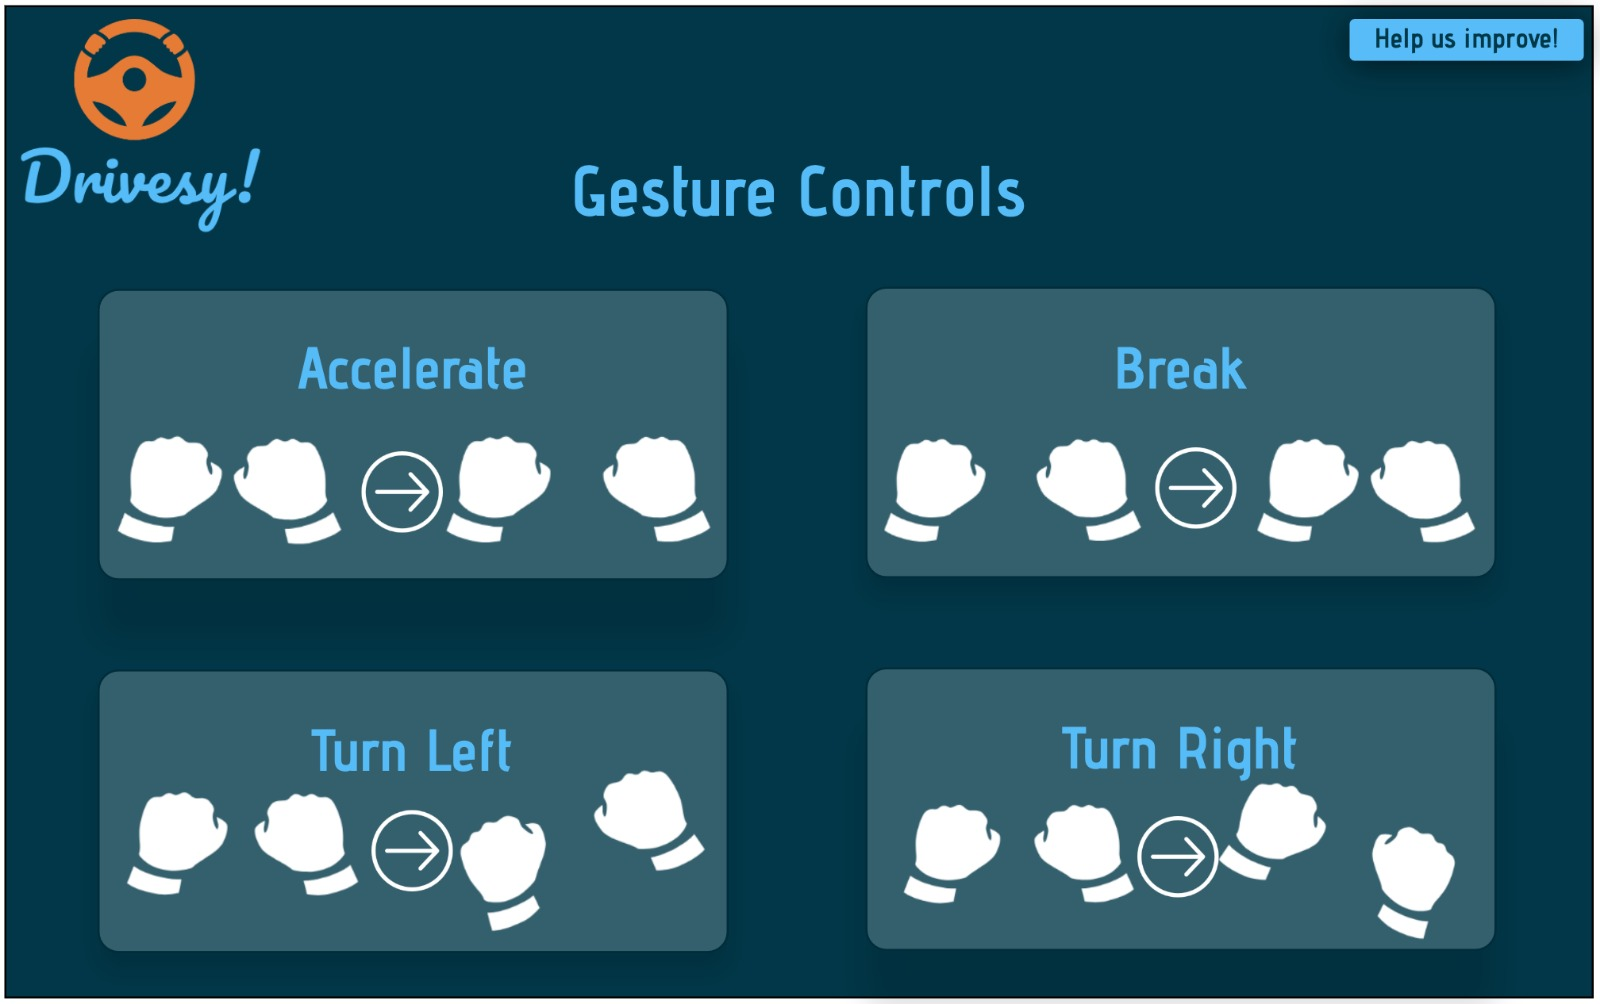 Help us improve!
Drivesy!
Gesture Controls
Accelerate
Break
Turn Left
Turn Right